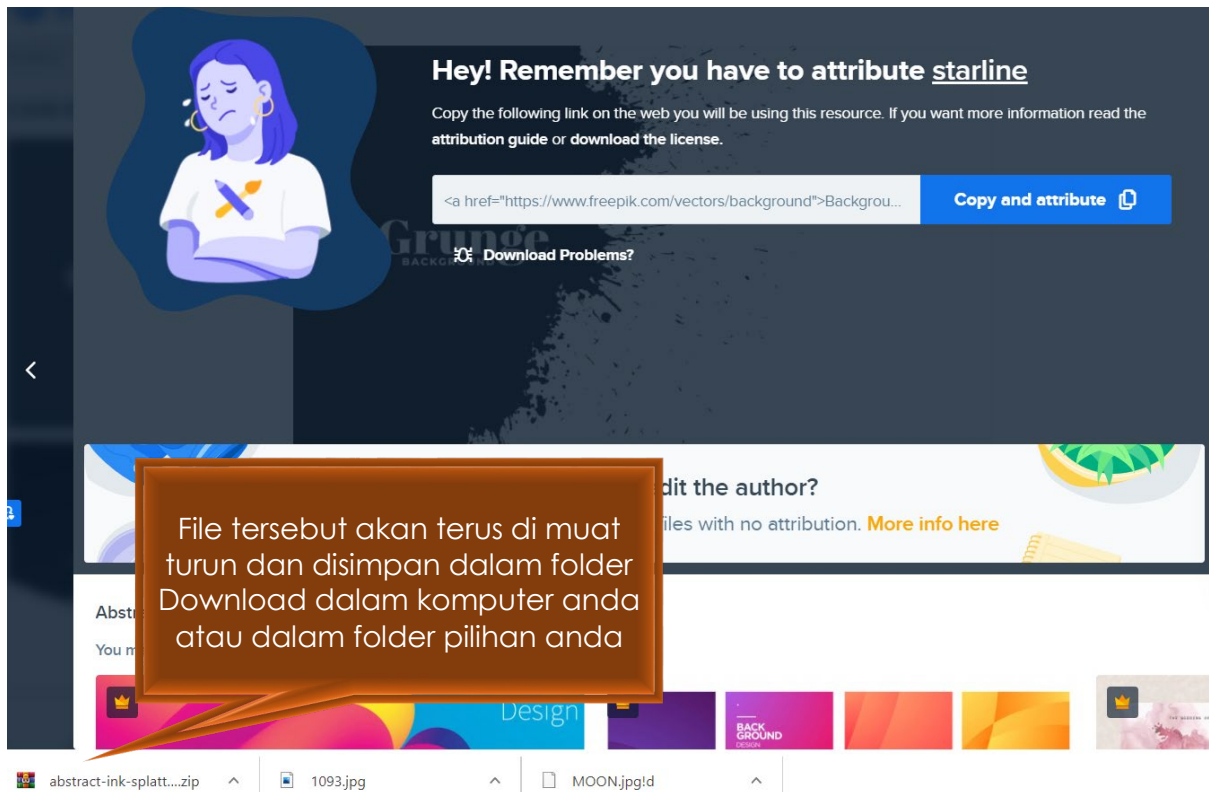 Hey! Remember you have to attribute starline
Copy the following link on the web you will be using this resource. If you want more information read the
attribution guide or download the license.
<a href="https://www.freepik.com/vectors/background">Backgrou...
Copy and attribute
Grunge
BACKGROUND
Download Problems?
dit the author?
iles with no attribution. More info here
File tersebut akan terus di muat
turun dan disimpan dalam folder
Download dalam komputer anda
atau dalam folder pilihan anda
Abst
You m
Design
BACK
GROUND
DESIGN
abstract-ink-splatt....zip
1093.jpg
MOON.jpg!d